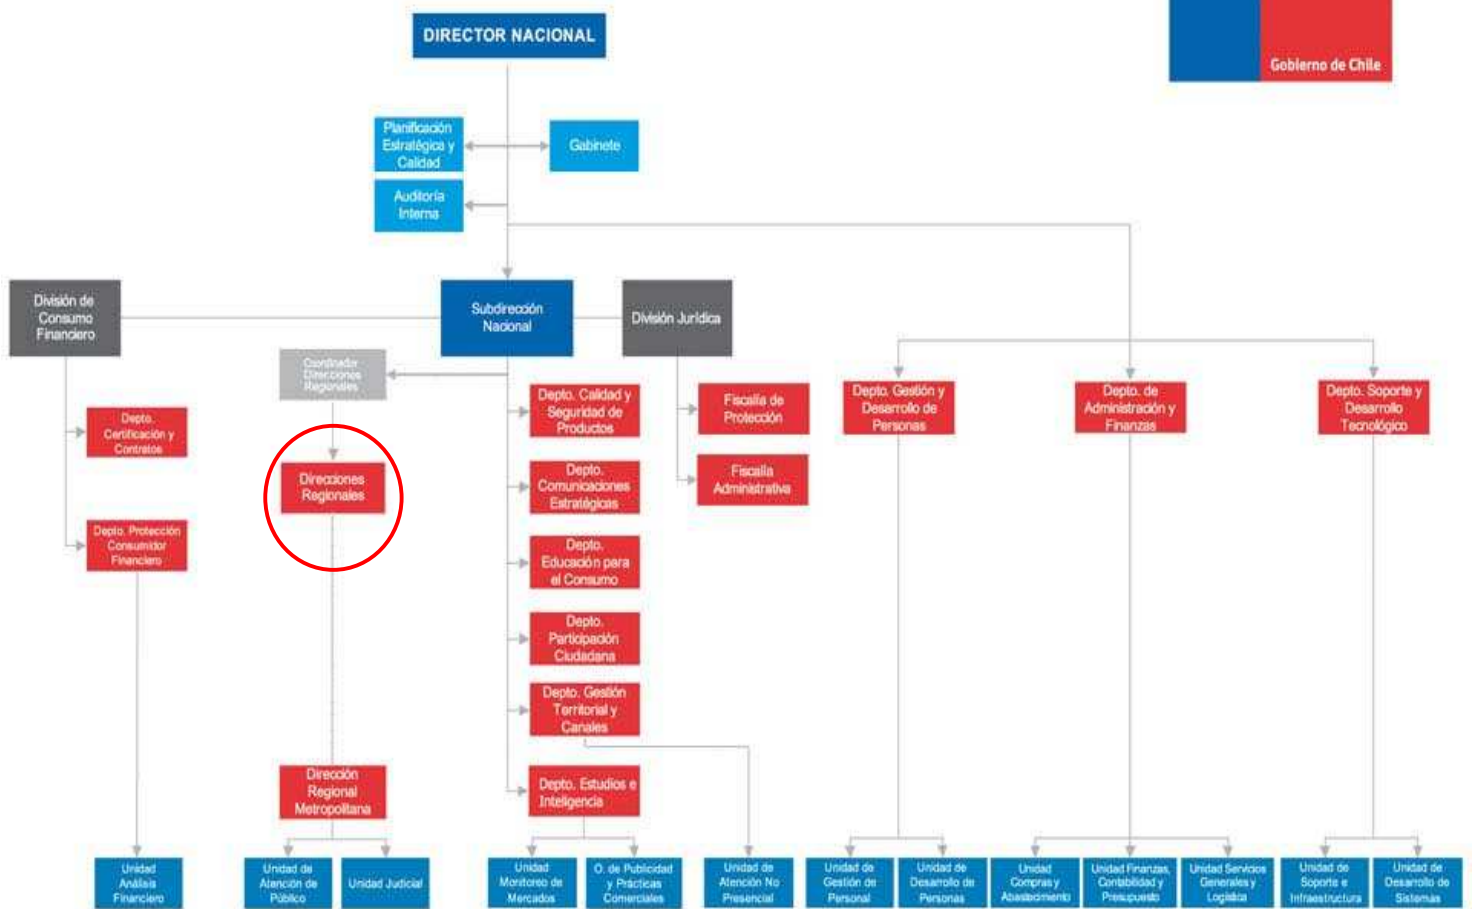 DIRECTOR NACIONAL
Gobierno de Chile
Planificación
Estratégica y
Calidad
Gabinete
Auditoría
Interna
División de
Consumo
Financiero
Subdirección
Nacional
División Jurídica
Coordinador
Direcciones
Regionales
Depto. Calidad y
Seguridad de
Productos
Fiscalía de
Protección
Depto. Gestión y
Desarrollo de
Personas
Depto. de
Administración y
Finanzas
Depto. Soporte y
Desarrollo
Tecnológico
Depto.
Certificación y
Contratos
Direcciones
Regionales
Depto.
Comunicaciones
Estratégicas
Fiscalía
Administrativa
Depto. Protección
Consumidor
Financiero
Depto.
Educación para
el Consumo
Depto.
Participación
Ciudadana
Depto. Gestión
Territorial y
Canales
Dirección
Regional
Metropolitana
Depto. Estudios e
Inteligencia
Unidad
Análisis
Financiero
Unidad de
Atención de
Público
Unidad Judicial
Unidad
Monitoreo de
Mercados
O. de Publicidad
y Prácticas
Comerciales
Unidad de
Atención No
Presencial
Unidad de
Gestión de
Personal
Unidad de
Desarrollo de
Personas
Unidad
Compras y
Abastecimiento
Unidad Finanzas,
Contabilidad y
Presupuesto
Unidad Servicios
Generales y
Logística
Unidad de
Soporte e
Infraestructura
Unidad de
Desarrollo de
Sistemas